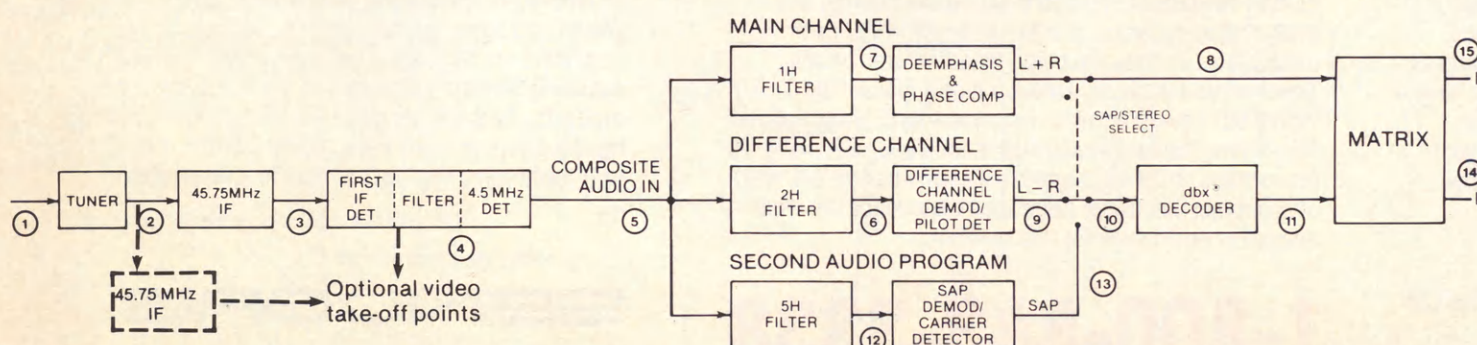 MAIN CHANNEL
1H
FILTER
7
DEEMPHASIS
&
PHASE COMP
L + R
8
15
SAP/STEREO
SELECT
MATRIX
DIFFERENCE CHANNEL
2H
FILTER
6
DIFFERENCE
CHANNEL
DEMOD/
PILOT DET
L – R
9
10
dbx*
DECODER
11
14
COMPOSITE
AUDIO IN
5
1
TUNER
2
45.75MHz
IF
3
FIRST
IF
DET
FILTER
4.5 MHz
DET
4
45.75 MHz
IF
Optional video
take-off points
SECOND AUDIO PROGRAM
5H
FILTER
12
SAP
DEMOD/
CARRIER
DETECTOR
SAP
13